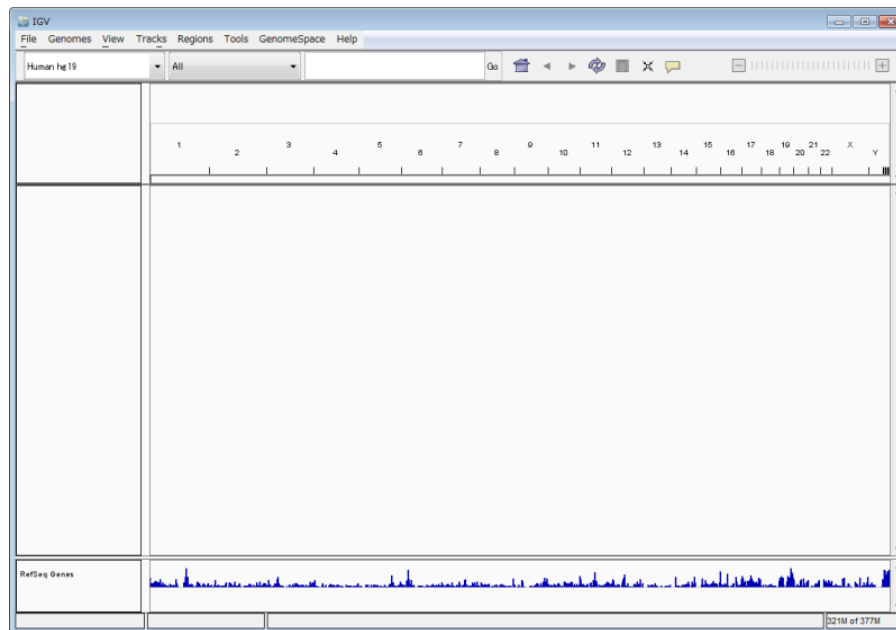 IGV
File Genomes View Tracks Regions Tools GenomeSpace Help
Human hg19 All Go
1 2 3 4 5 6 7 8 9 10 11 12 13 14 15 16 17 18 19 20 21 22 X Y
RefSeq Genes
321M of 377M